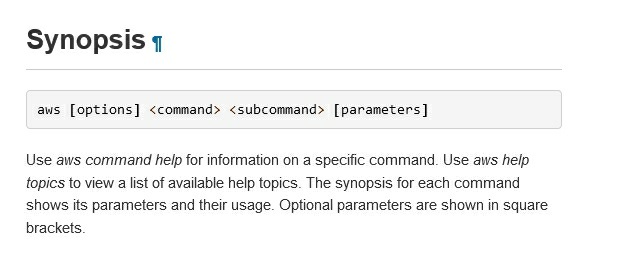 Synopsis ¶
aws [options] <command> <subcommand> [parameters]
Use aws command help for information on a specific command. Use aws help
topics to view a list of available help topics. The synopsis for each command
shows its parameters and their usage. Optional parameters are shown in square
brackets.